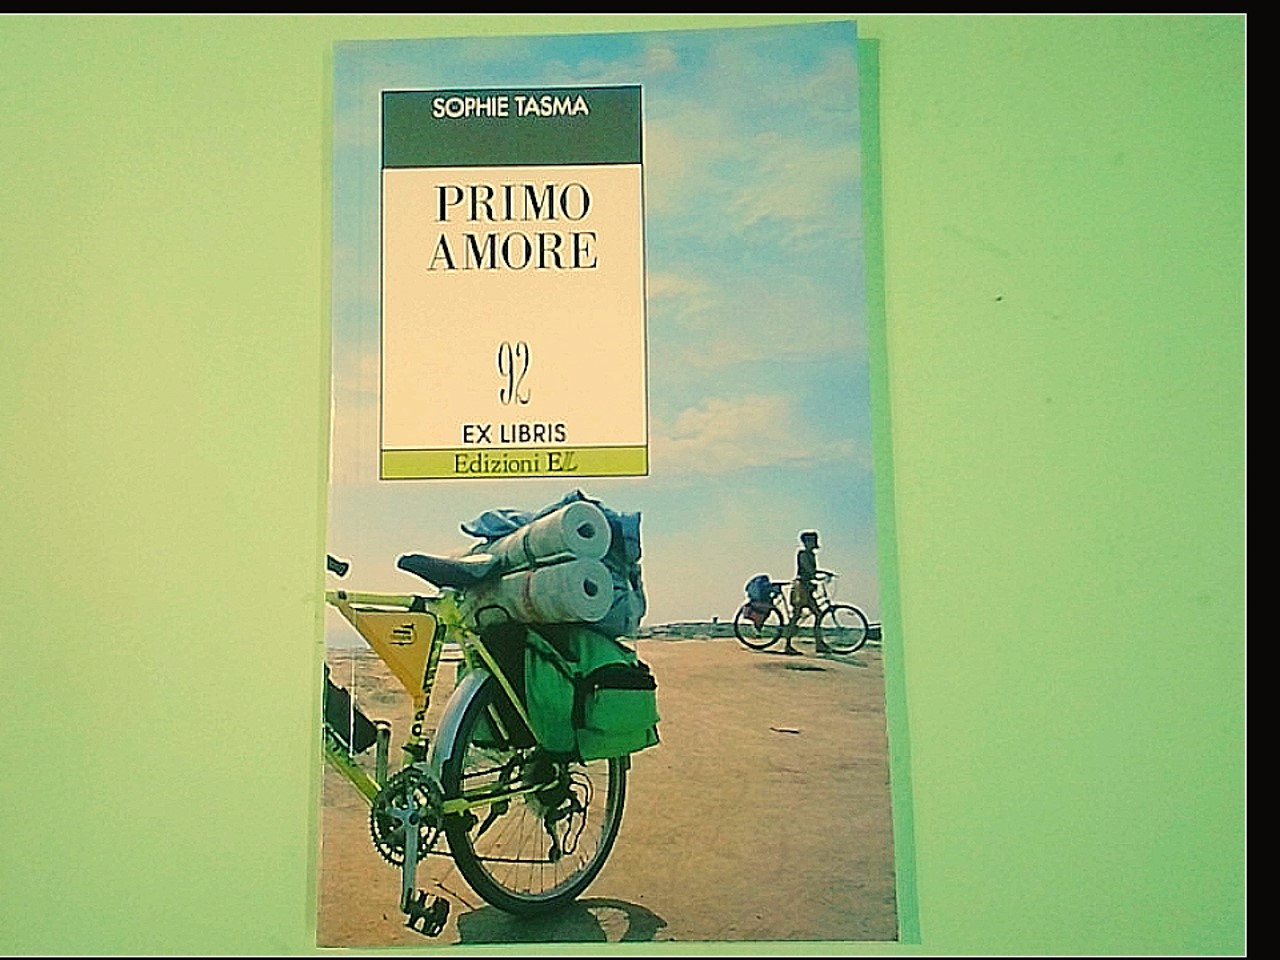 SOPHIE TASMA
PRIMO
AMORE
92
EX LIBRIS
Edizioni EL